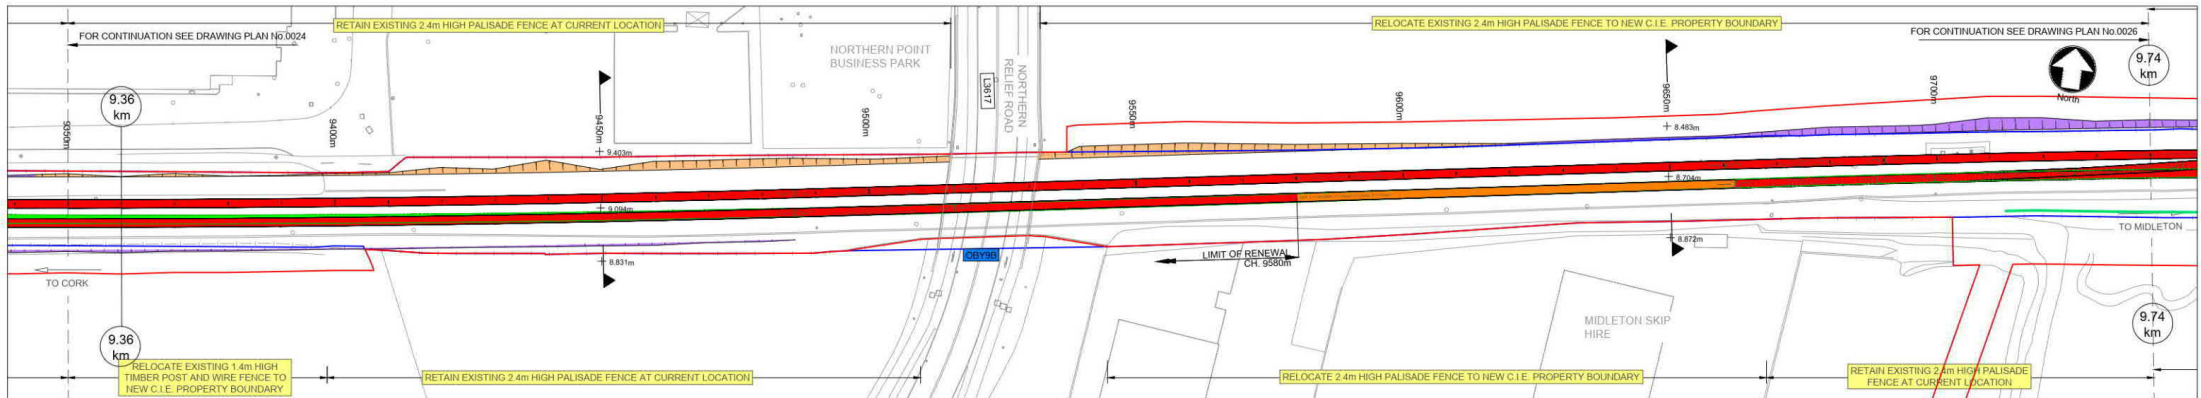 RETAIN EXISTING 2.4m HIGH PALISADE FENCE AT CURRENT LOCATION
RELOCATE EXISTING 2.4m HIGH PALISADE FENCE TO NEW C.I.E. PROPERTY BOUNDARY
FOR CONTINUATION SEE DRAWING PLAN No.0024
FOR CONTINUATION SEE DRAWING PLAN No.0026
NORTHERN POINT
BUSINESS PARK
L3617
NORTHERN
RELIEF ROAD
9.36
km
9.74
km
North
9350m
9400m
9450m
9500m
9550m
9600m
9650m
9700m
9.403m
8.483m
9.094m
8.704m
8.831m
8.872m
OBY9B
LIMIT OF RENEWAL
CH. 9580m
TO CORK
TO MIDLETON
MIDLETON SKIP
HIRE
9.36
km
9.74
km
RELOCATE EXISTING 1.4m HIGH
TIMBER POST AND WIRE FENCE TO
NEW C.I.E. PROPERTY BOUNDARY
RETAIN EXISTING 2.4m HIGH PALISADE FENCE AT CURRENT LOCATION
RELOCATE 2.4m HIGH PALISADE FENCE TO NEW C.I.E. PROPERTY BOUNDARY
RETAIN EXISTING 2.4m HIGH PALISADE
FENCE AT CURRENT LOCATION